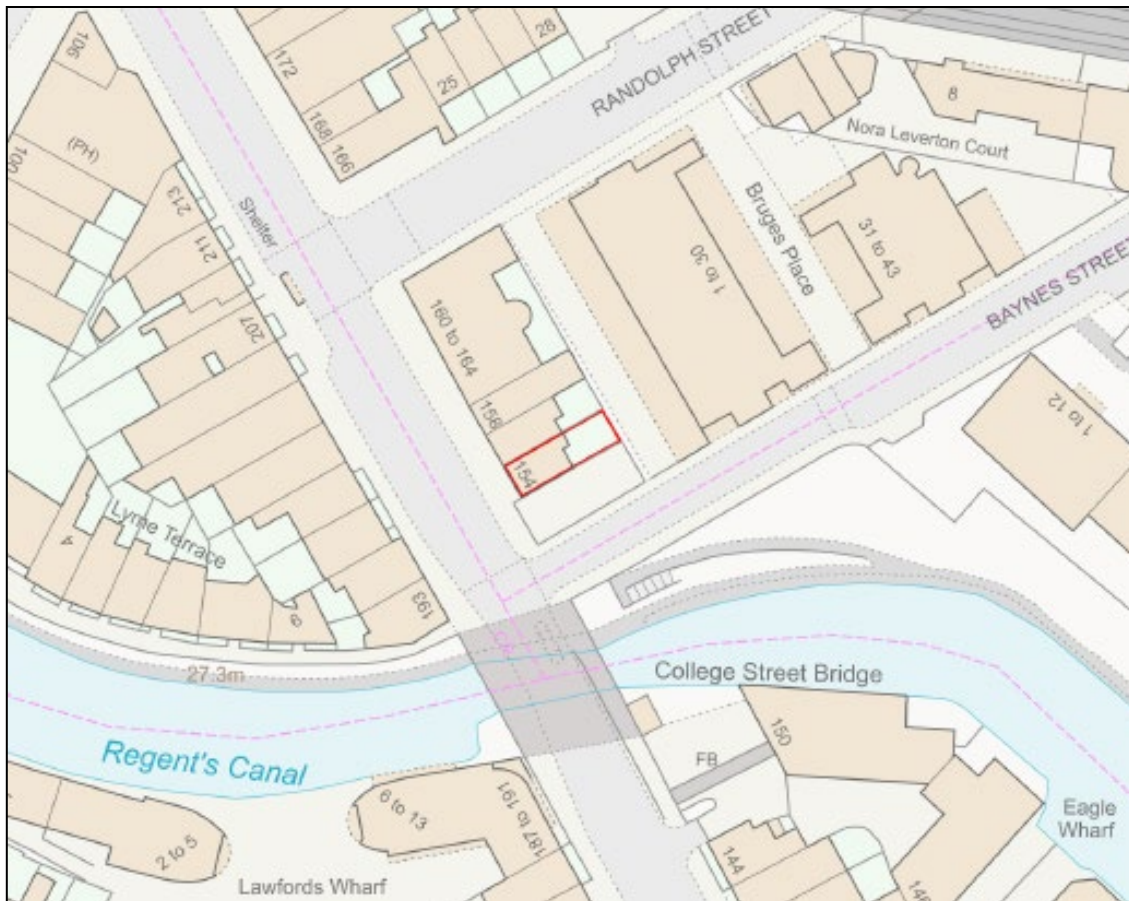 106
172
28
25
168
166
RANDOLPH STREET
8
Nora Leverton Court
(PH)
213
211
Shelter
207
Bruges Place
1 to 30
31 to 43
BAYNES STREET
160 to 164
156
154
1 to 12
Lyme Terrace
4
9
193
27.3m
College Street Bridge
Regent's Canal
150
FB
6 to 13
187 to 191
2 to 5
Lawfords Wharf
144
Eagle
Wharf